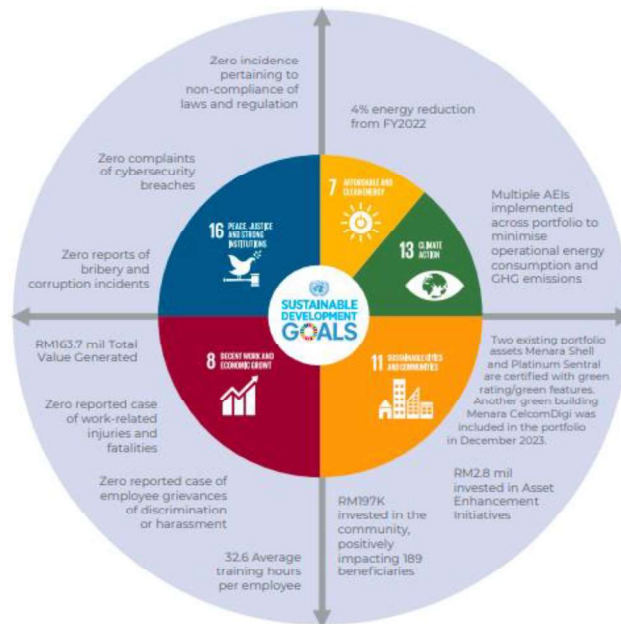 Zero incidence
pertaining to
non-compliance of
laws and regulation
Zero complaints
of cybersecurity
breaches
Zero reports of
bribery and
corruption incidents
16 PEACE, JUSTICE
AND STRONG
INSTITUTIONS
4% energy reduction
from FY2022
7 AFFORDABLE AND
CLEAN ENERGY
Multiple AEIs
implemented
across portfolio to
minimise
operational energy
consumption and
GHG emissions
13 CLIMATE
ACTION
SUSTAINABLE
DEVELOPMENT
GOALS
RM163.7 mil Total
Value Generated
Zero reported case
of work-related
injuries and
fatalities
Zero reported case of
employee grievances
of discrimination
or harassment
32.6 Average
training hours
per employee
8 DECENT WORK AND
ECONOMIC GROWT
11 SUSTAINABLE CITIES
AND COMMUNITIES
Two existing portfolio
assets Menara Shell
and Platinum Sentral
are certified with green
rating/green features.
Another green building
Menara CelcomDigi was
included in the portfolio
in December 2023.
RM2.8 mil
invested in Asset
Enhancement
Initiatives
RM197K
invested in the
community,
positively
impacting 189
beneficiaries